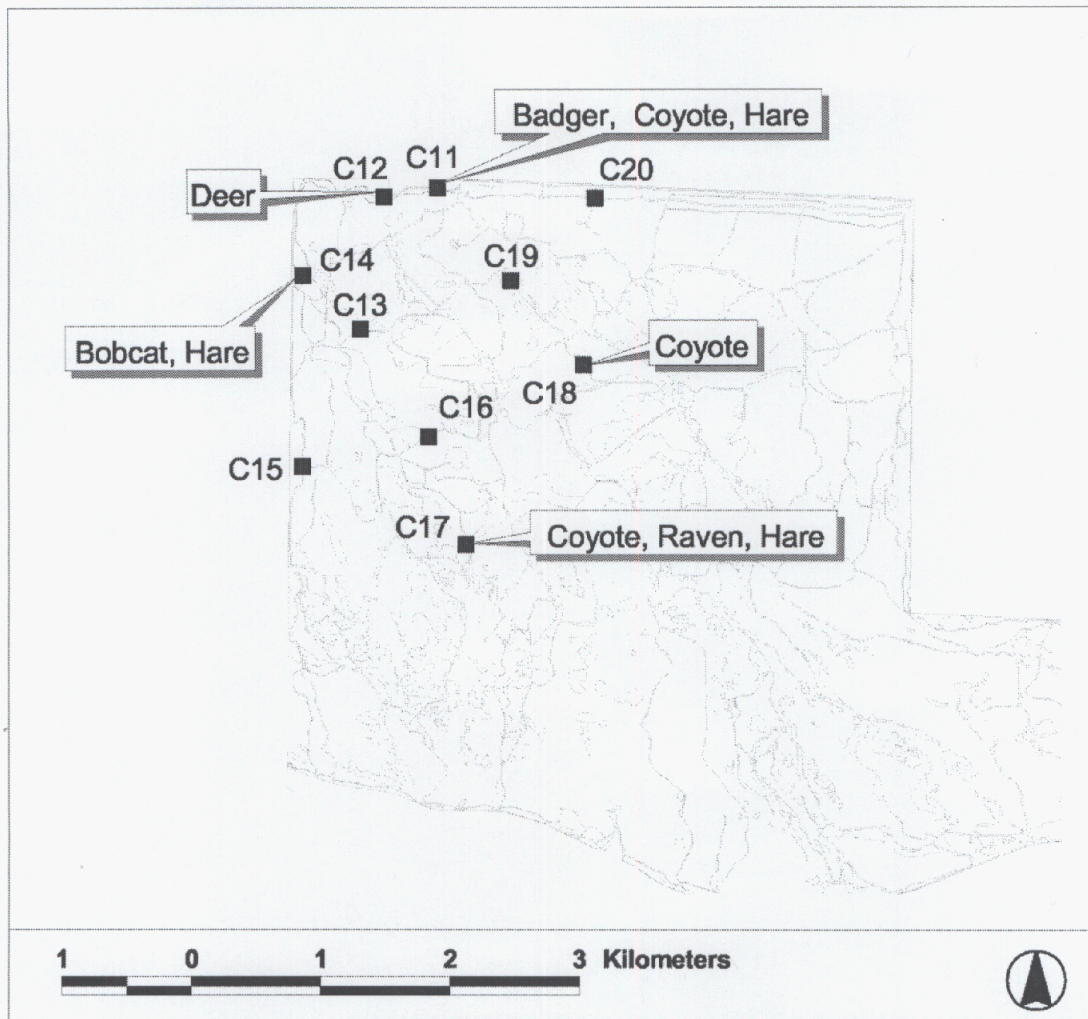 Badger, Coyote, Hare
C11
C12
C20
Deer
C19
C14
C13
Bobcat, Hare
Coyote
C18
C16
C15
C17
Coyote, Raven, Hare
1 0 1 2 3 Kilometers